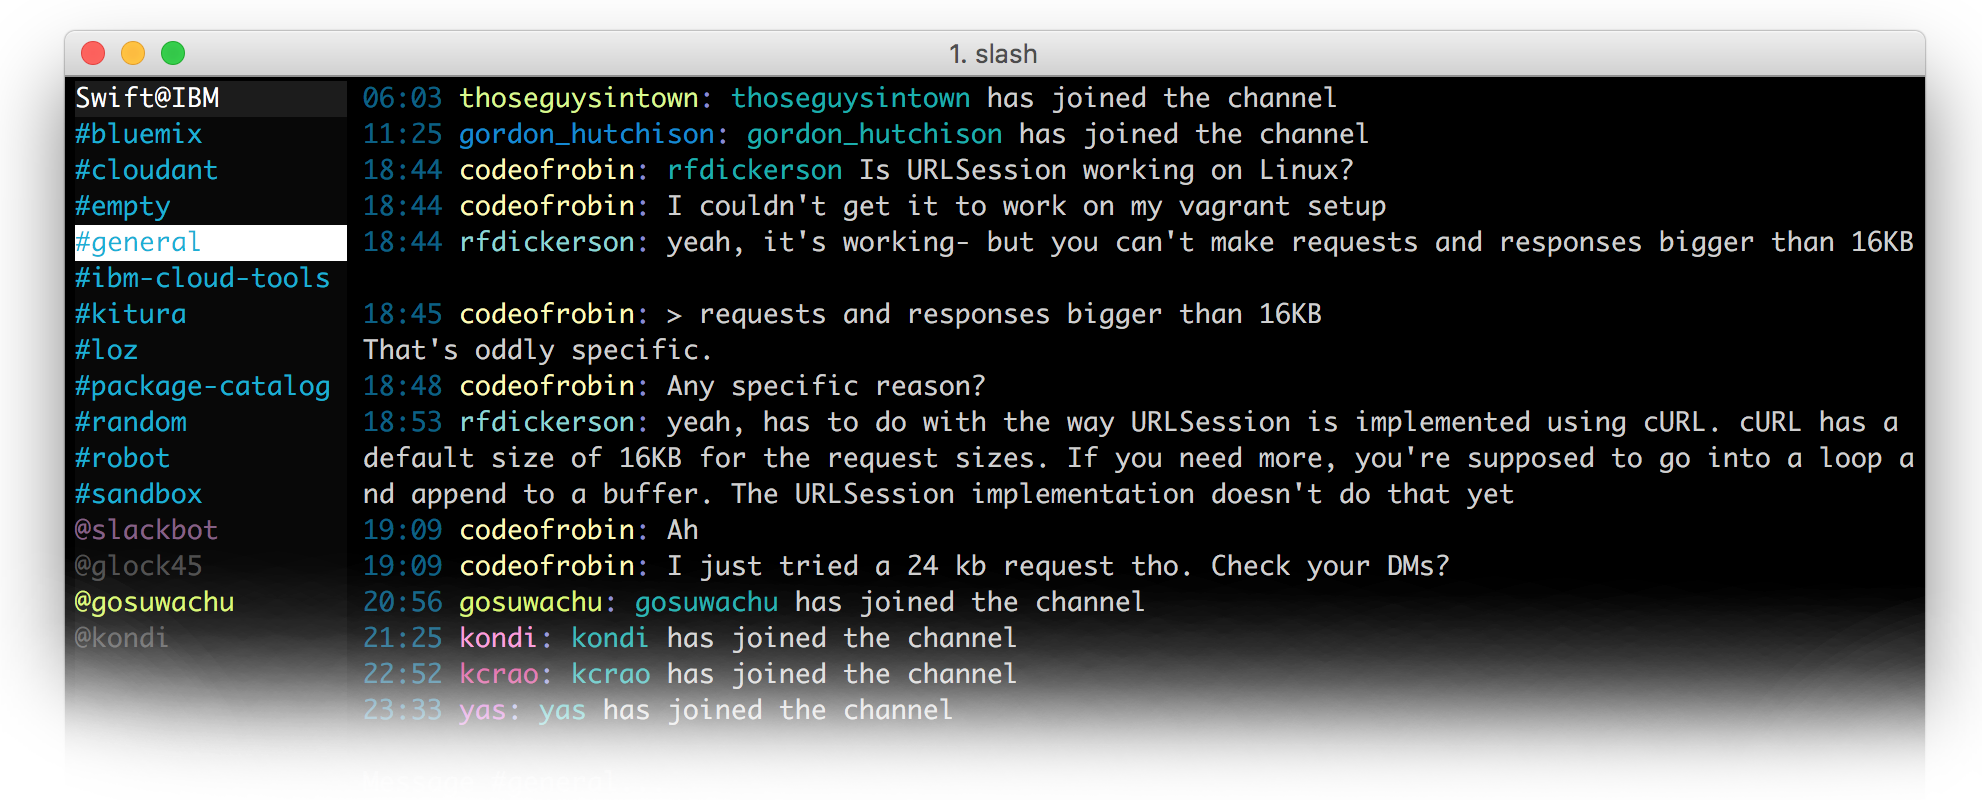 1. slash
Swift@IBM
#bluemix
#cloudant
#empty
#general
#ibm-cloud-tools
#kitura
#loz
#package-catalog
#random
#robot
#sandbox
@slackbot
@glock45
@gosuwachu
@kondi
06:03 thoseguysintown: thoseguysintown has joined the channel
11:25 gordon_hutchison: gordon_hutchison has joined the channel
18:44 codeofrobin: rfdickerson Is URLSession working on Linux?
18:44 codeofrobin: I couldn't get it to work on my vagrant setup
18:44 rfdickerson: yeah, it's working- but you can't make requests and responses bigger than 16KB
18:45 codeofrobin: > requests and responses bigger than 16KB
That's oddly specific.
18:48 codeofrobin: Any specific reason?
18:53 rfdickerson: yeah, has to do with the way URLSession is implemented using cURL. cURL has a
default size of 16KB for the request sizes. If you need more, you're supposed to go into a loop a
nd append to a buffer. The URLSession implementation doesn't do that yet
19:09 codeofrobin: Ah
19:09 codeofrobin: I just tried a 24 kb request tho. Check your DMs?
20:56 gosuwachu: gosuwachu has joined the channel
21:25 kondi: kondi has joined the channel
22:52 kcrao: kcrao has joined the channel
23:33 yas: yas has joined the channel
Message #general